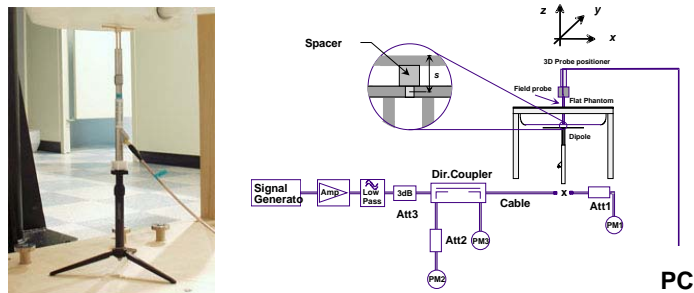 z
y
x
Spacer
s
3D Probe positioner
Field probe
Flat Phantom
Dipole
Dir.Coupler
Signal
Generato
Amp
Low
Pass
3dB
Att3
Cable
x
Att1
PM1
Att2
PM3
PM2
PC